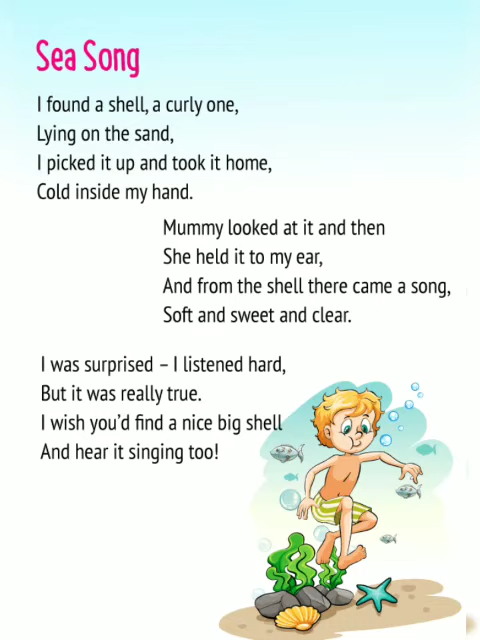 Sea Song
I found a shell, a curly one,
Lying on the sand,
I picked it up and took it home,
Cold inside my hand.
Mummy looked at it and then
She held it to my ear,
And from the shell there came a song,
Soft and sweet and clear.
I was surprised – I listened hard,
But it was really true.
I wish you'd find a nice big shell
And hear it singing too!